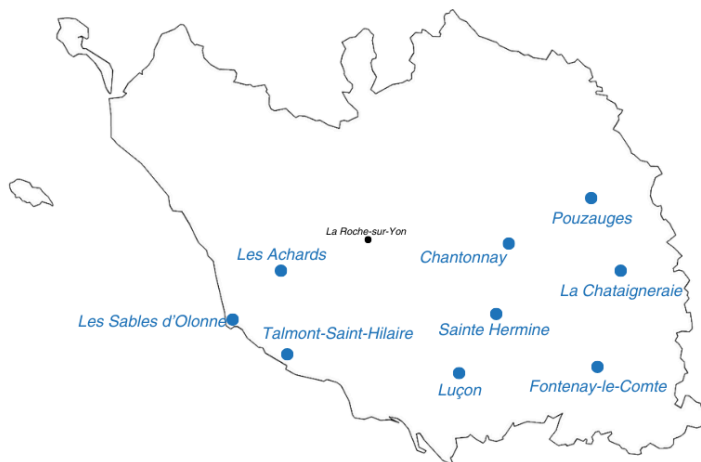 Pouzauges
La Roche-sur-Yon
Les Achards
Chantonnay
La Chataigneraie
Les Sables d'Olonne
Talmont-Saint-Hilaire
Sainte Hermine
Luçon
Fontenay-le-Comte